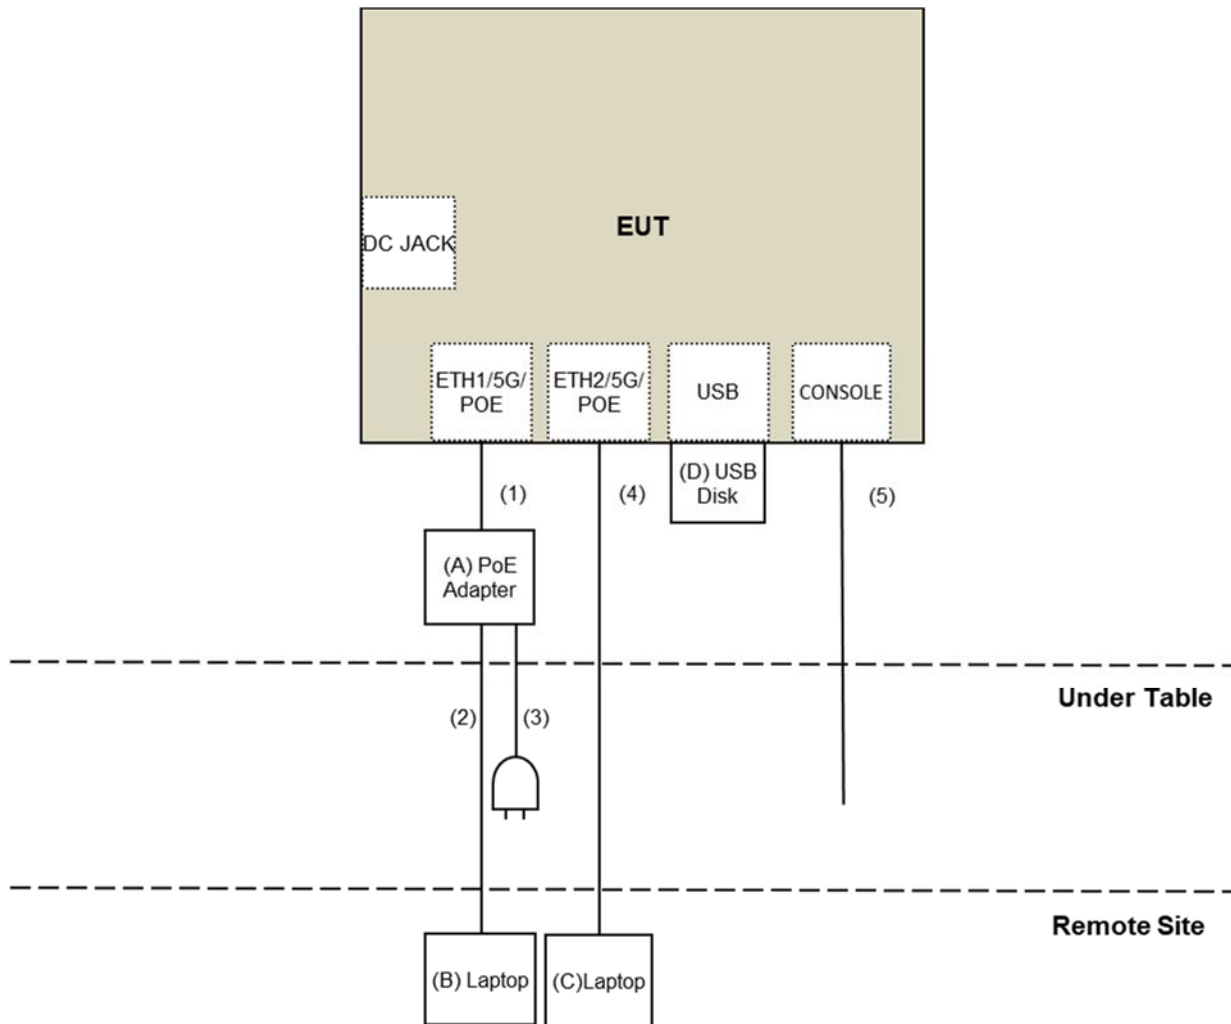 EUT
DC JACK
ETH1/5G/
POE
ETH2/5G/
POE
USB
CONSOLE
(1)
(4)
(D) USB
Disk
(5)
(A) PoE
Adapter
Under Table
(2)
(3)
Remote Site
(B) Laptop
(C)Laptop